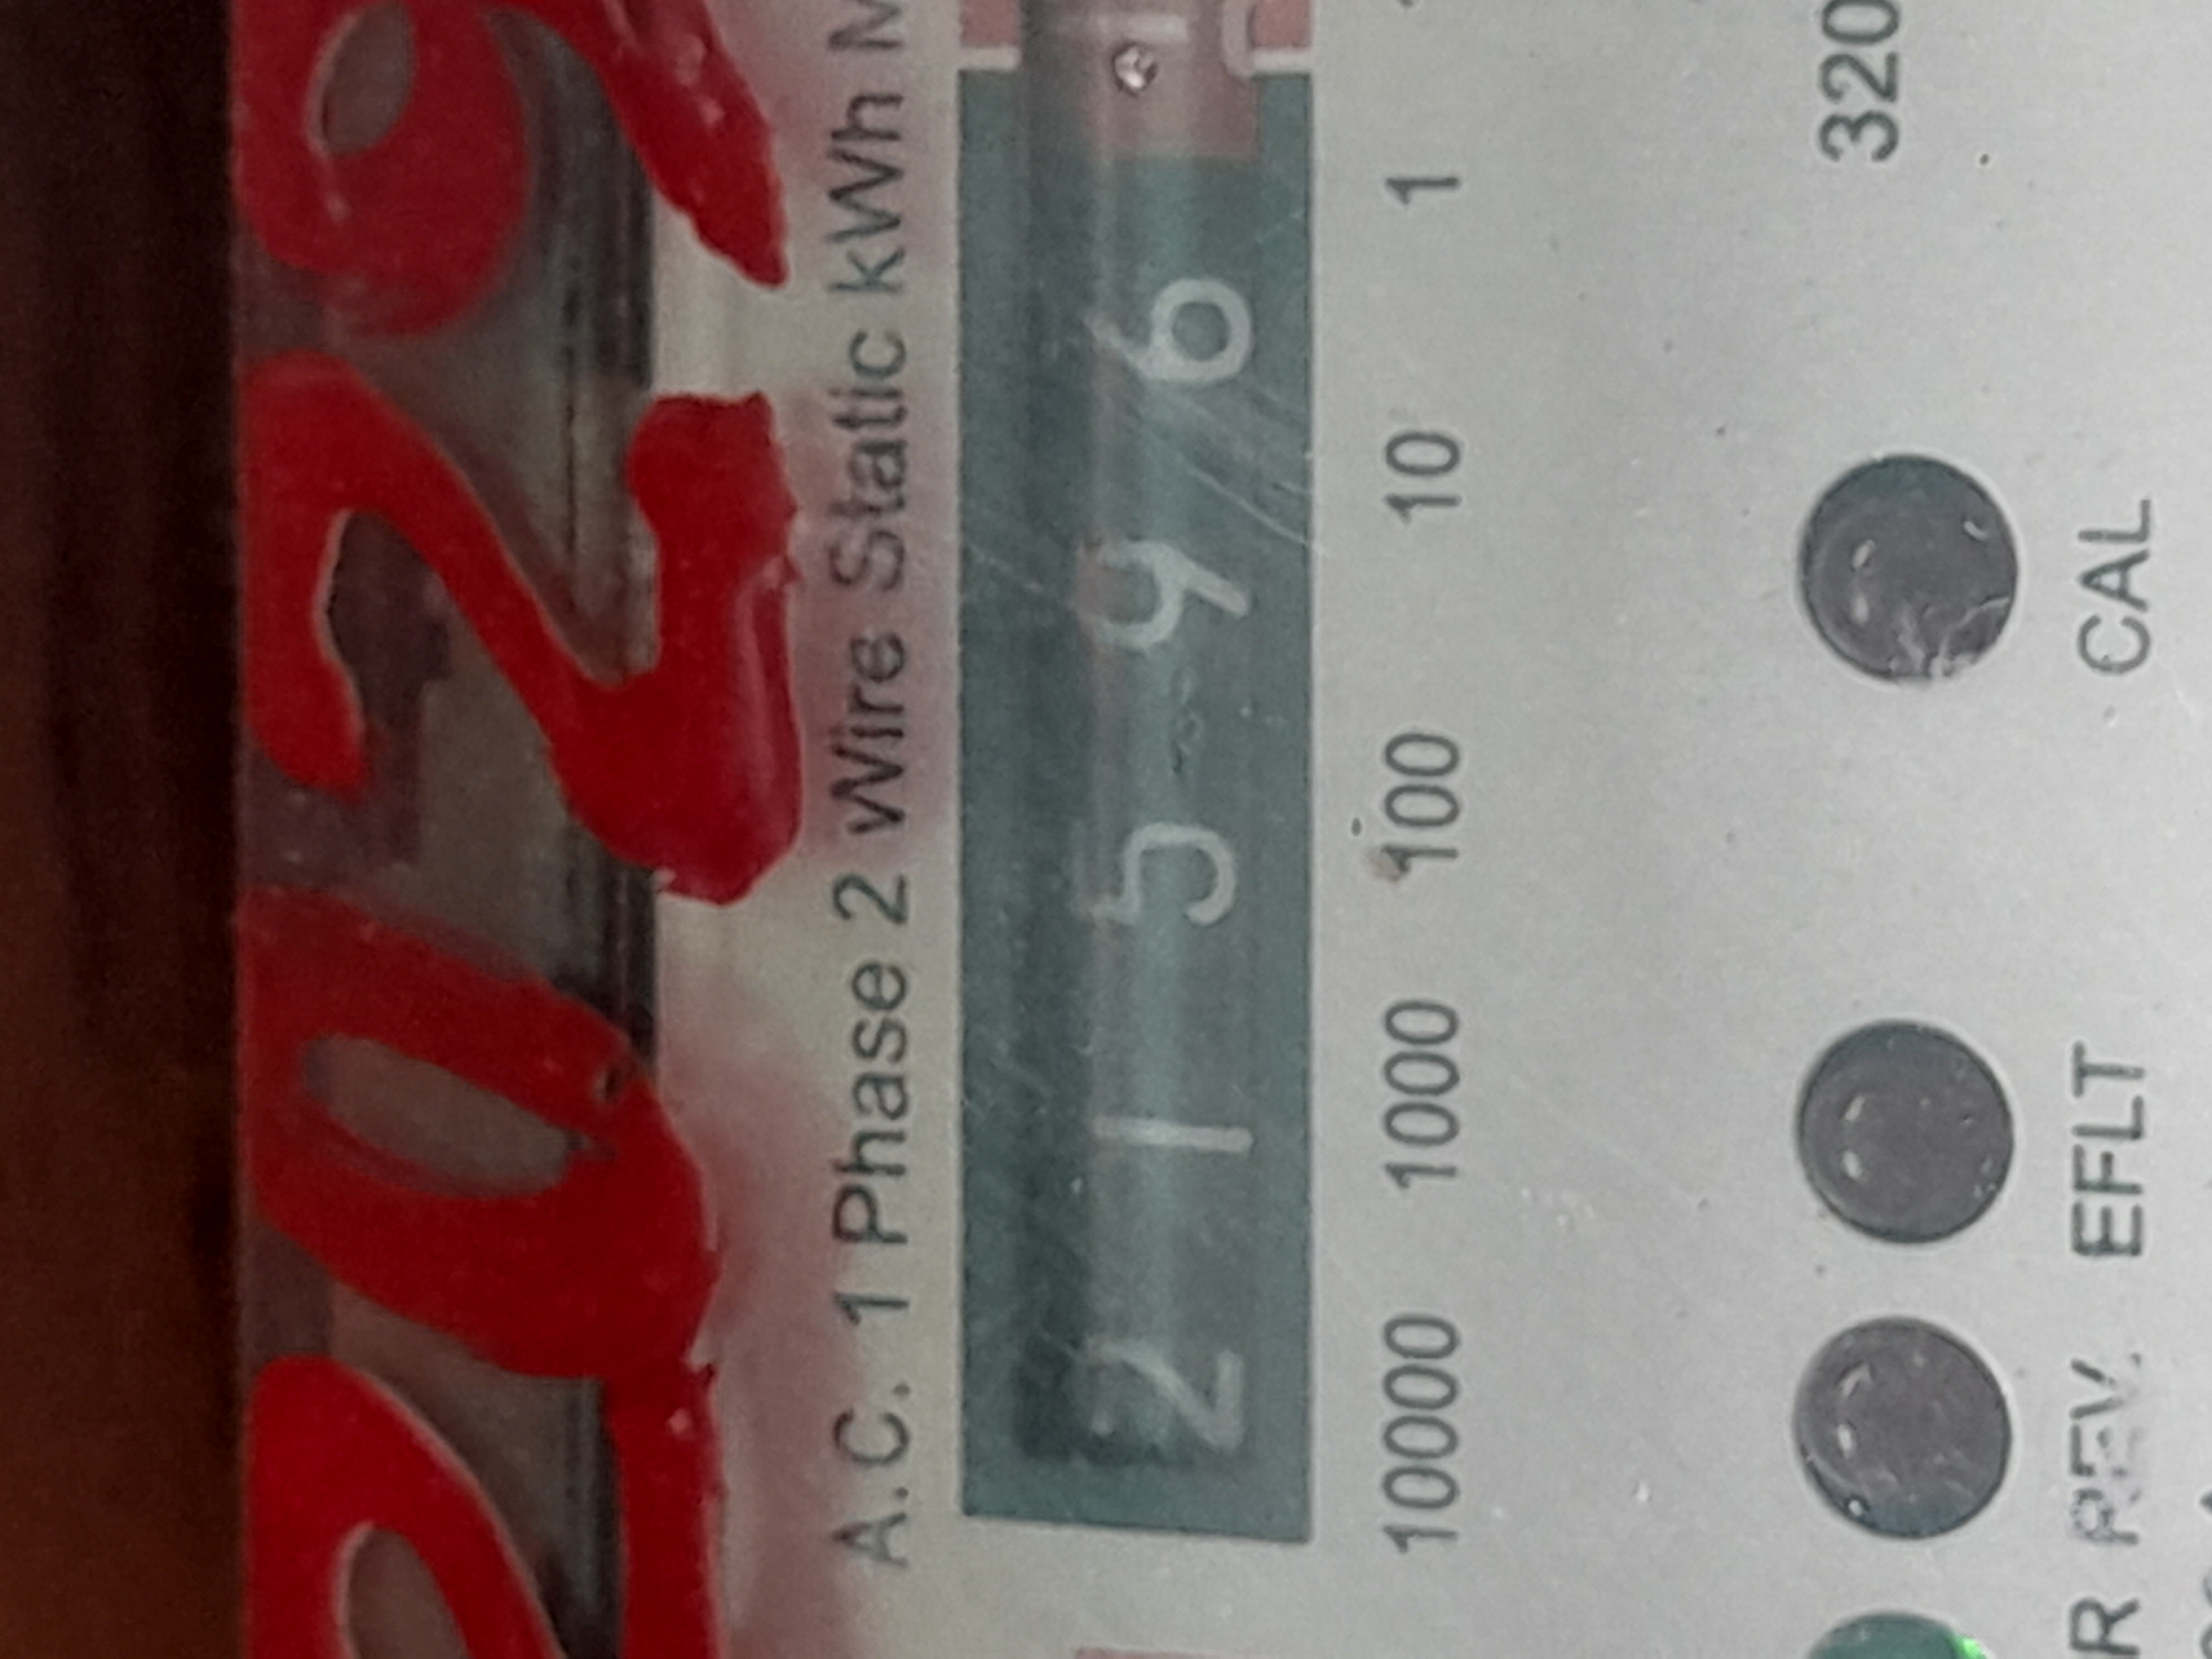 A.C. 1 Phase 2 Wire Static kWh
2 1 5 9 6
10000 1000 100 10 1
320
R REV. EFLT CAL